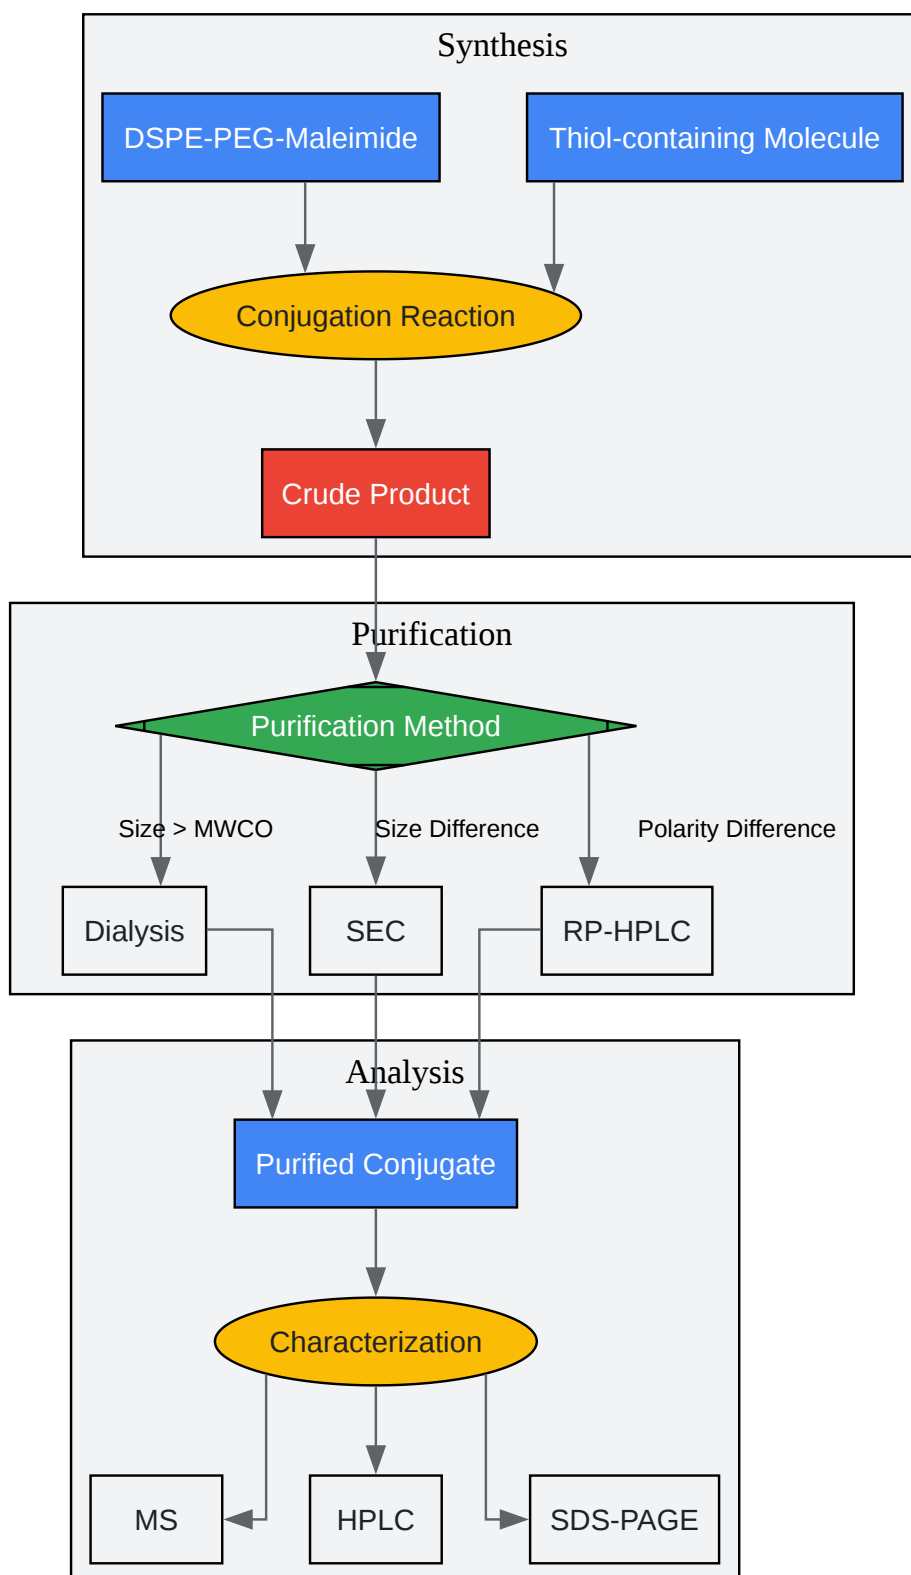 Synthesis
DSPE-PEG-Maleimide
Thiol-containing Molecule
Conjugation Reaction
Crude Product
Purification
Purification Method
Size > MWCO
Size Difference
Polarity Difference
Dialysis
SEC
RP-HPLC
Analysis
Purified Conjugate
Characterization
MS
HPLC
SDS-PAGE